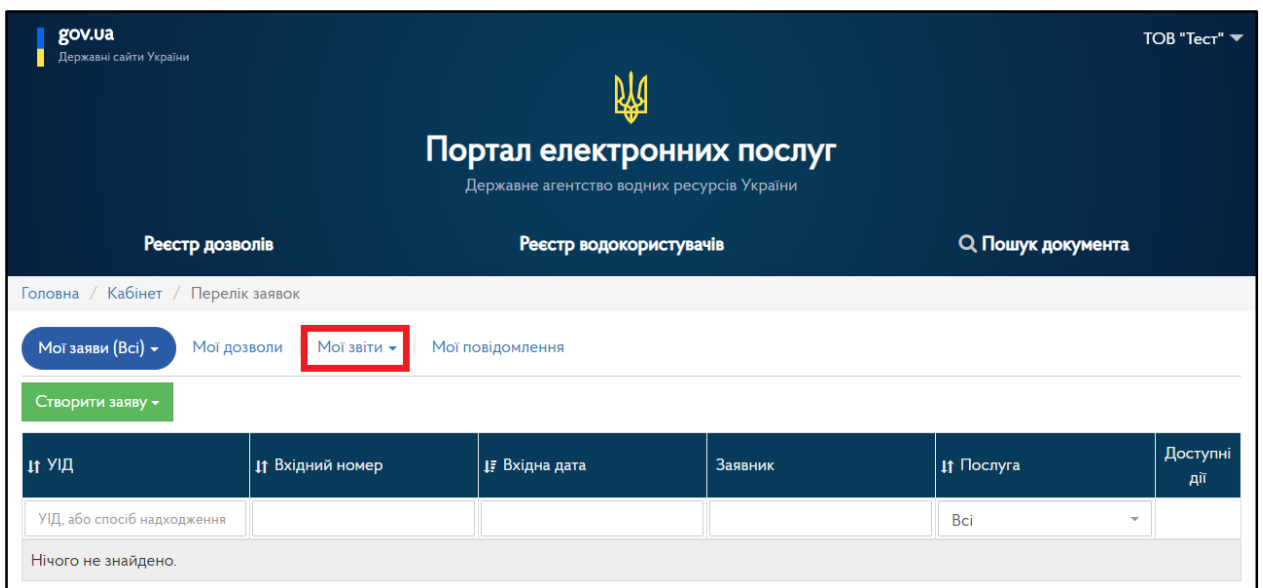 gov.ua
Державні сайти України
ТОВ "Тест"
Портал електронних послуг
Державне агентство водних ресурсів України
Реєстр дозволів
Реєстр водокористувачів
Пошук документа
Головна / Кабінет / Перелік заявок
Мої заяви (Всі)
Мої дозволи
Мої звіти
Мої повідомлення
Створити заяву
УІД
Вхідний номер
Вхідна дата
Заявник
Послуга
Доступні
дії
УІД, або спосіб надходження
Всі
Нічого не знайдено.